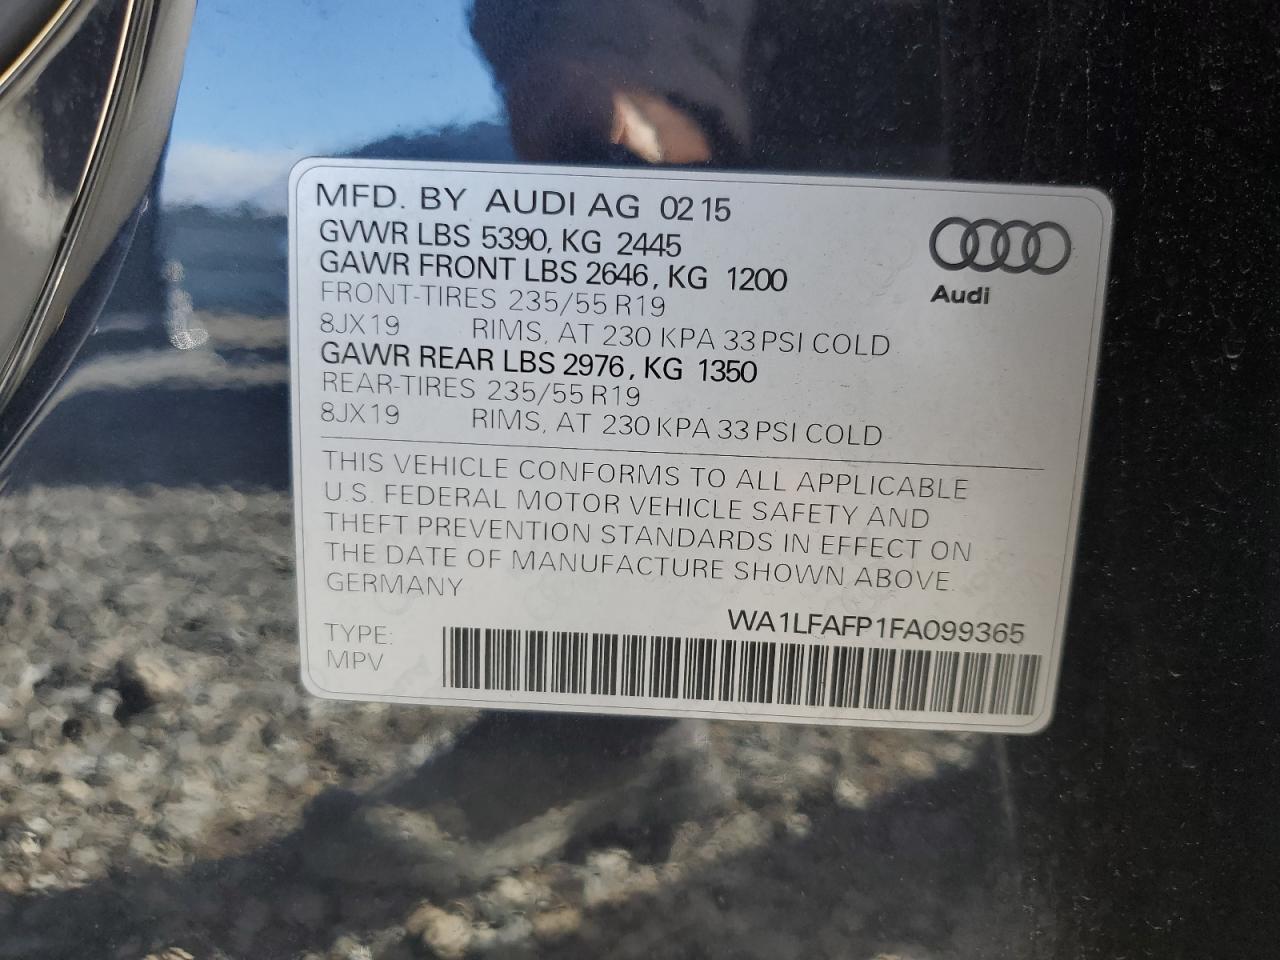 MFD. BY AUDI AG 02 15
GVWR LBS 5390, KG 2445
GAWR FRONT LBS 2646, KG 1200
FRONT-TIRES 235/55 R19
8JX19 RIMS, AT 230 KPA 33 PSI COLD
GAWR REAR LBS 2976, KG 1350
REAR-TIRES 235/55 R19
8JX19 RIMS, AT 230 KPA 33 PSI COLD
Audi
THIS VEHICLE CONFORMS TO ALL APPLICABLE
U.S. FEDERAL MOTOR VEHICLE SAFETY AND
THEFT PREVENTION STANDARDS IN EFFECT ON
THE DATE OF MANUFACTURE SHOWN ABOVE.
GERMANY
WA1LFAFP1FA099365
TYPE:
MPV